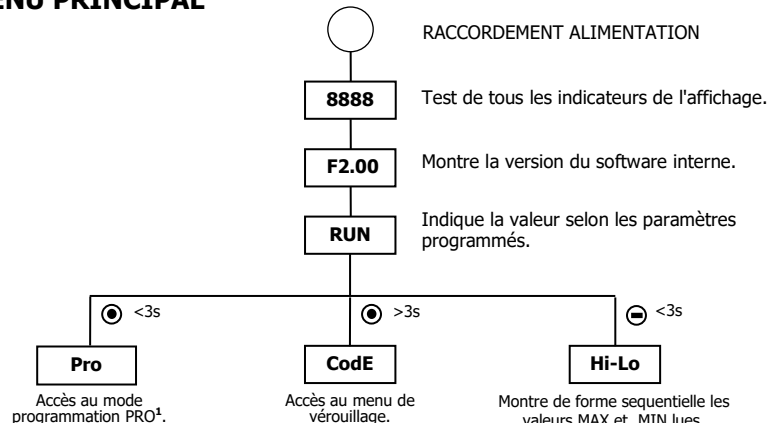 MENU PRINCIPAL
RACCORDEMENT ALIMENTATION
8888
Test de tous les indicateurs de l'affichage.
F2.00
Montre la version du software interne.
RUN
Indique la valeur selon les paramètres
programmés.
<3s
>3s
<3s
Pro
CodE
Hi-Lo
Accès au mode
programmation PRO¹.
Accès au menu de
vérouillage.
Montre de forme sequentielle les
valeurs MAX et MIN lues